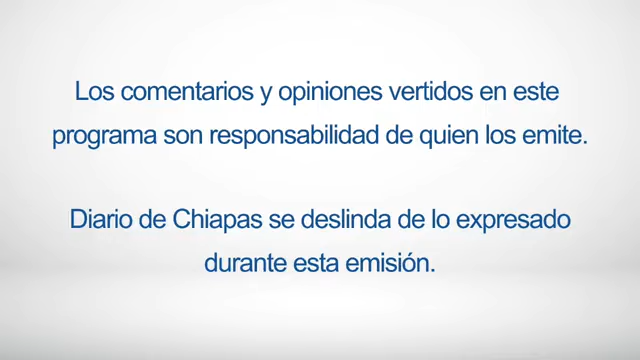 Los comentarios y opiniones vertidos en este
programa son responsabilidad de quien los emite.
Diario de Chiapas se deslinda de lo expresado
durante esta emisión.